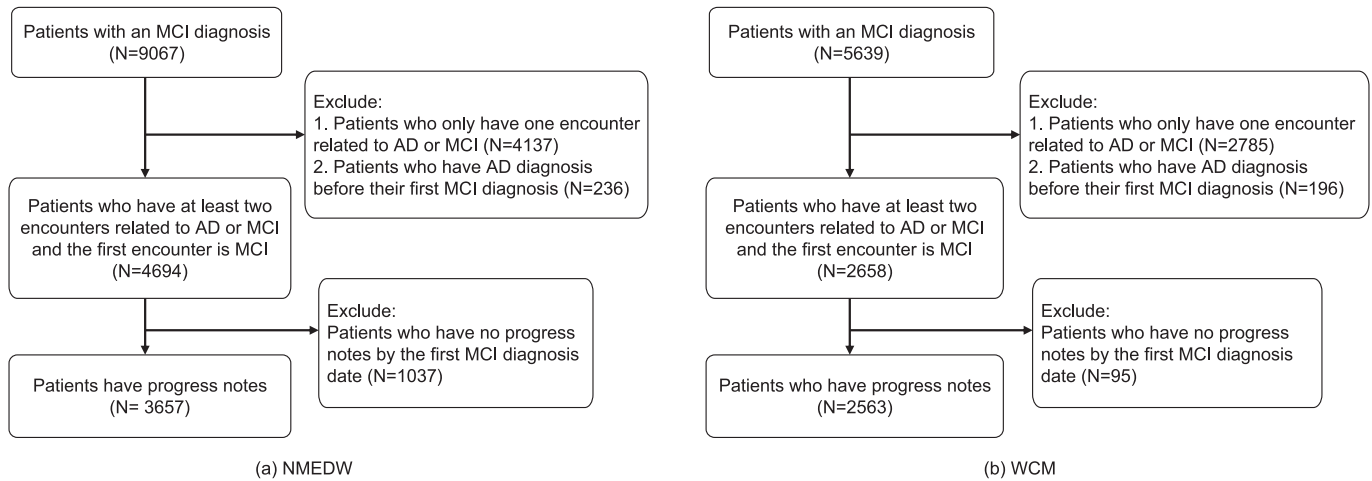 Patients with an MCI diagnosis
(N=9067)
Exclude:
1. Patients who only have one encounter
related to AD or MCI (N=4137)
2. Patients who have AD diagnosis
before their first MCI diagnosis (N=236)
Patients who have at least two
encounters related to AD or MCI
and the first encounter is MCI
(N=4694)
Exclude:
Patients who have no progress
notes by the first MCI diagnosis
date (N=1037)
Patients have progress notes
(N= 3657)
(a) NMEDW
Patients with an MCI diagnosis
(N=5639)
Exclude:
1. Patients who only have one encounter
related to AD or MCI (N=2785)
2. Patients who have AD diagnosis
before their first MCI diagnosis (N=196)
Patients who have at least two
encounters related to AD or MCI
and the first encounter is MCI
(N=2658)
Exclude:
Patients who have no progress
notes by the first MCI diagnosis
date (N=95)
Patients who have progress notes
(N=2563)
(b) WCM